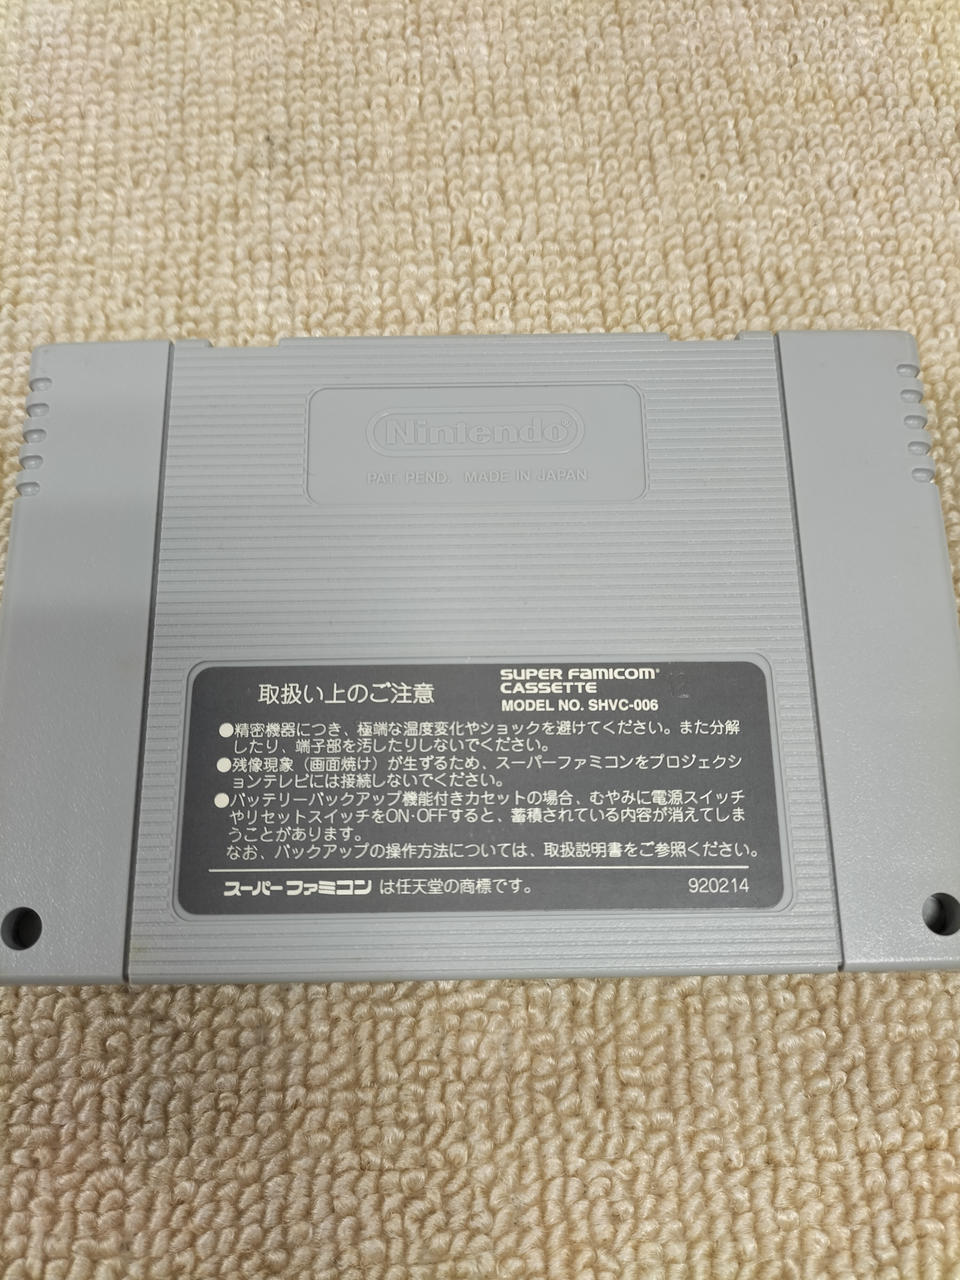 Nintendo
PAT. PEND. MADE IN JAPAN
取扱い上のご注意
SUPER FAMICOM
CASSETTE
MODEL NO. SHVC-006
●精密機器につき、極端な温度変化やショックを避けてください。また分解
したり、端子部を汚したりしないでください。
●残像現象（画面焼け）が生ずるため、スーパーファミコンをプロジェクシ
ョンテレビには接続しないでください。
●バッテリーバックアップ機能付きカセットの場合、むやみに電源スイッチ
やリセットスイッチをON·OFFすると、蓄積されている内容が消えてしま
うことがあります。
なお、バックアップの操作方法については、取扱説明書をご参照ください。
スーパーファミコン は任天堂の商標です。
920214